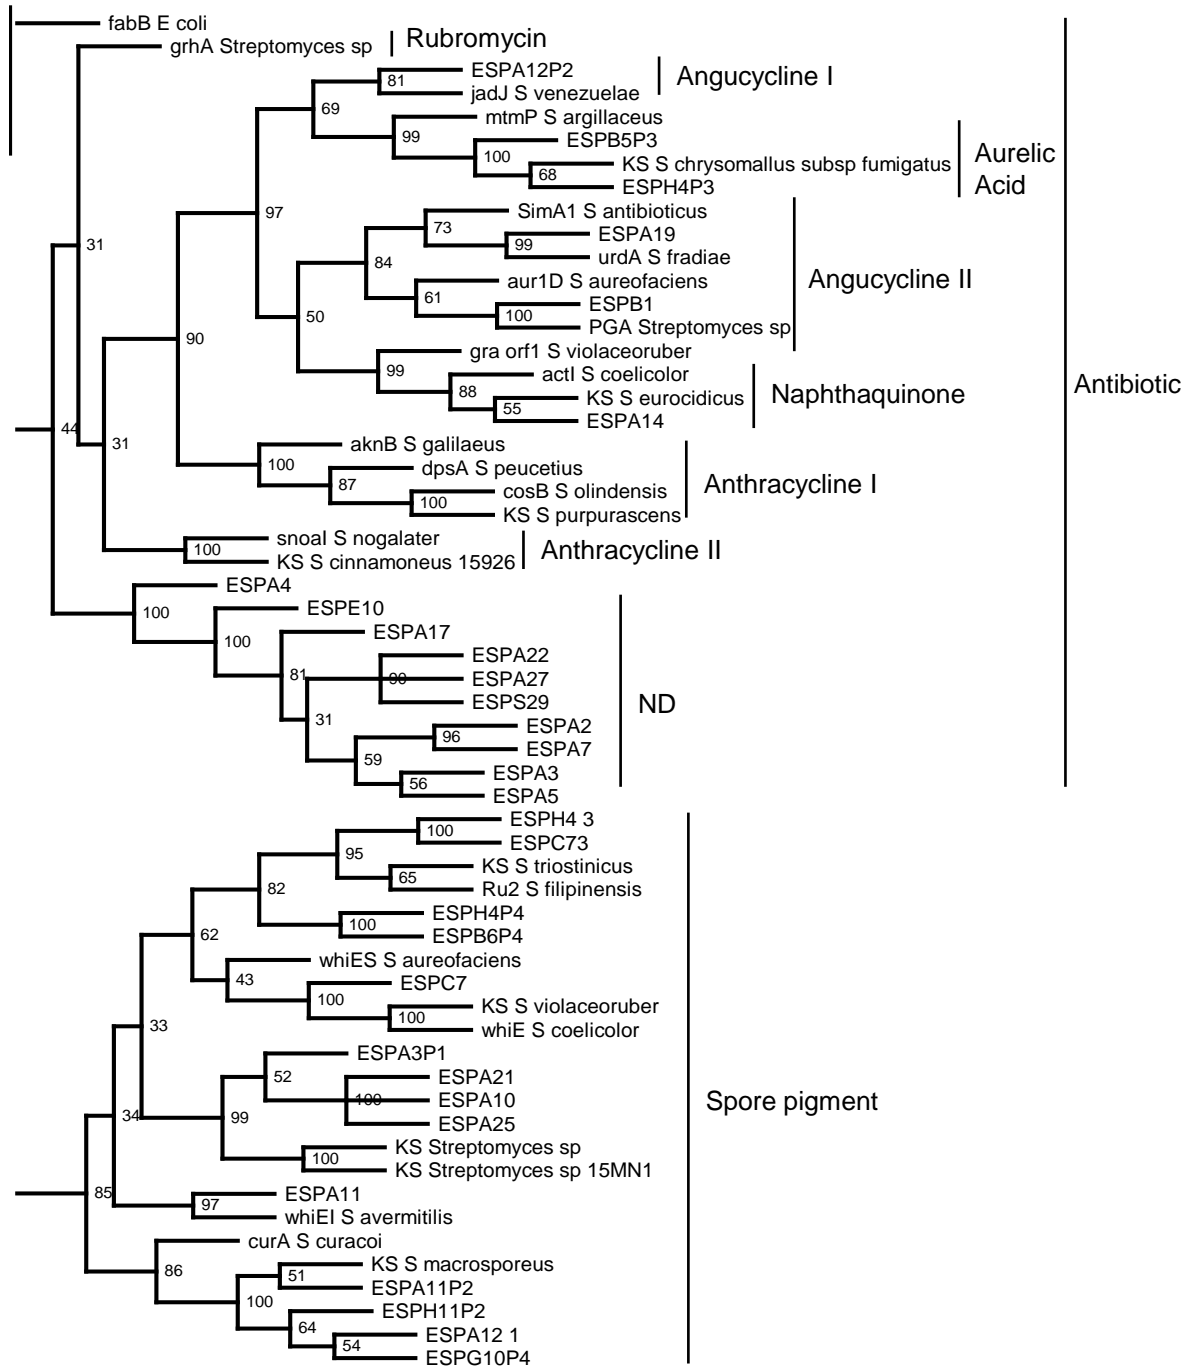 fabB E coli
grhA Streptomyces sp
Rubromycin
ESPA12P2
81
jadJ S venezuelae
Angucycline I
69
mtmP S argillaceus
99
ESPB5P3
100
KS S chrysomallus subsp fumigatus
68
ESPH4P3
Aurelic
Acid
97
SimA1 S antibioticus
73
ESPA19
99
urdA S fradiae
84
aur1D S aureofaciens
61
ESPB1
100
PGA Streptomyces sp
Angucycline II
31
50
90
gra orf1 S violaceoruber
99
actI S coelicolor
88
KS S eurocidicus
55
ESPA14
Naphthaquinone
Antibiotic
44
31
aknB S galilaeus
100
dpsA S peucetius
87
cosB S olindensis
100
KS S purpurascens
Anthracycline I
snoal S nogalater
100
KS S cinnamoneus 15926
Anthracycline II
ESPA4
100
ESPE10
100
ESPA17
81
ESPA22
90
ESPA27
ESPS29
ND
31
ESPA2
96
ESPA7
59
ESPA3
56
ESPA5
ESPH4 3
100
ESPC73
95
KS S triostinicus
65
Ru2 S filipinensis
82
ESPH4P4
100
ESPB6P4
62
whiES S aureofaciens
43
ESPC7
100
KS S violaceoruber
100
whiE S coelicolor
33
ESPA3P1
52
ESPA21
100
ESPA10
ESPA25
99
KS Streptomyces sp
100
KS Streptomyces sp 15MN1
Spore pigment
34
ESPA11
97
whiEI S avermitilis
85
curA S curacoi
86
KS S macrosporeus
51
ESPA11P2
100
ESPH11P2
64
ESPA12 1
54
ESPG10P4